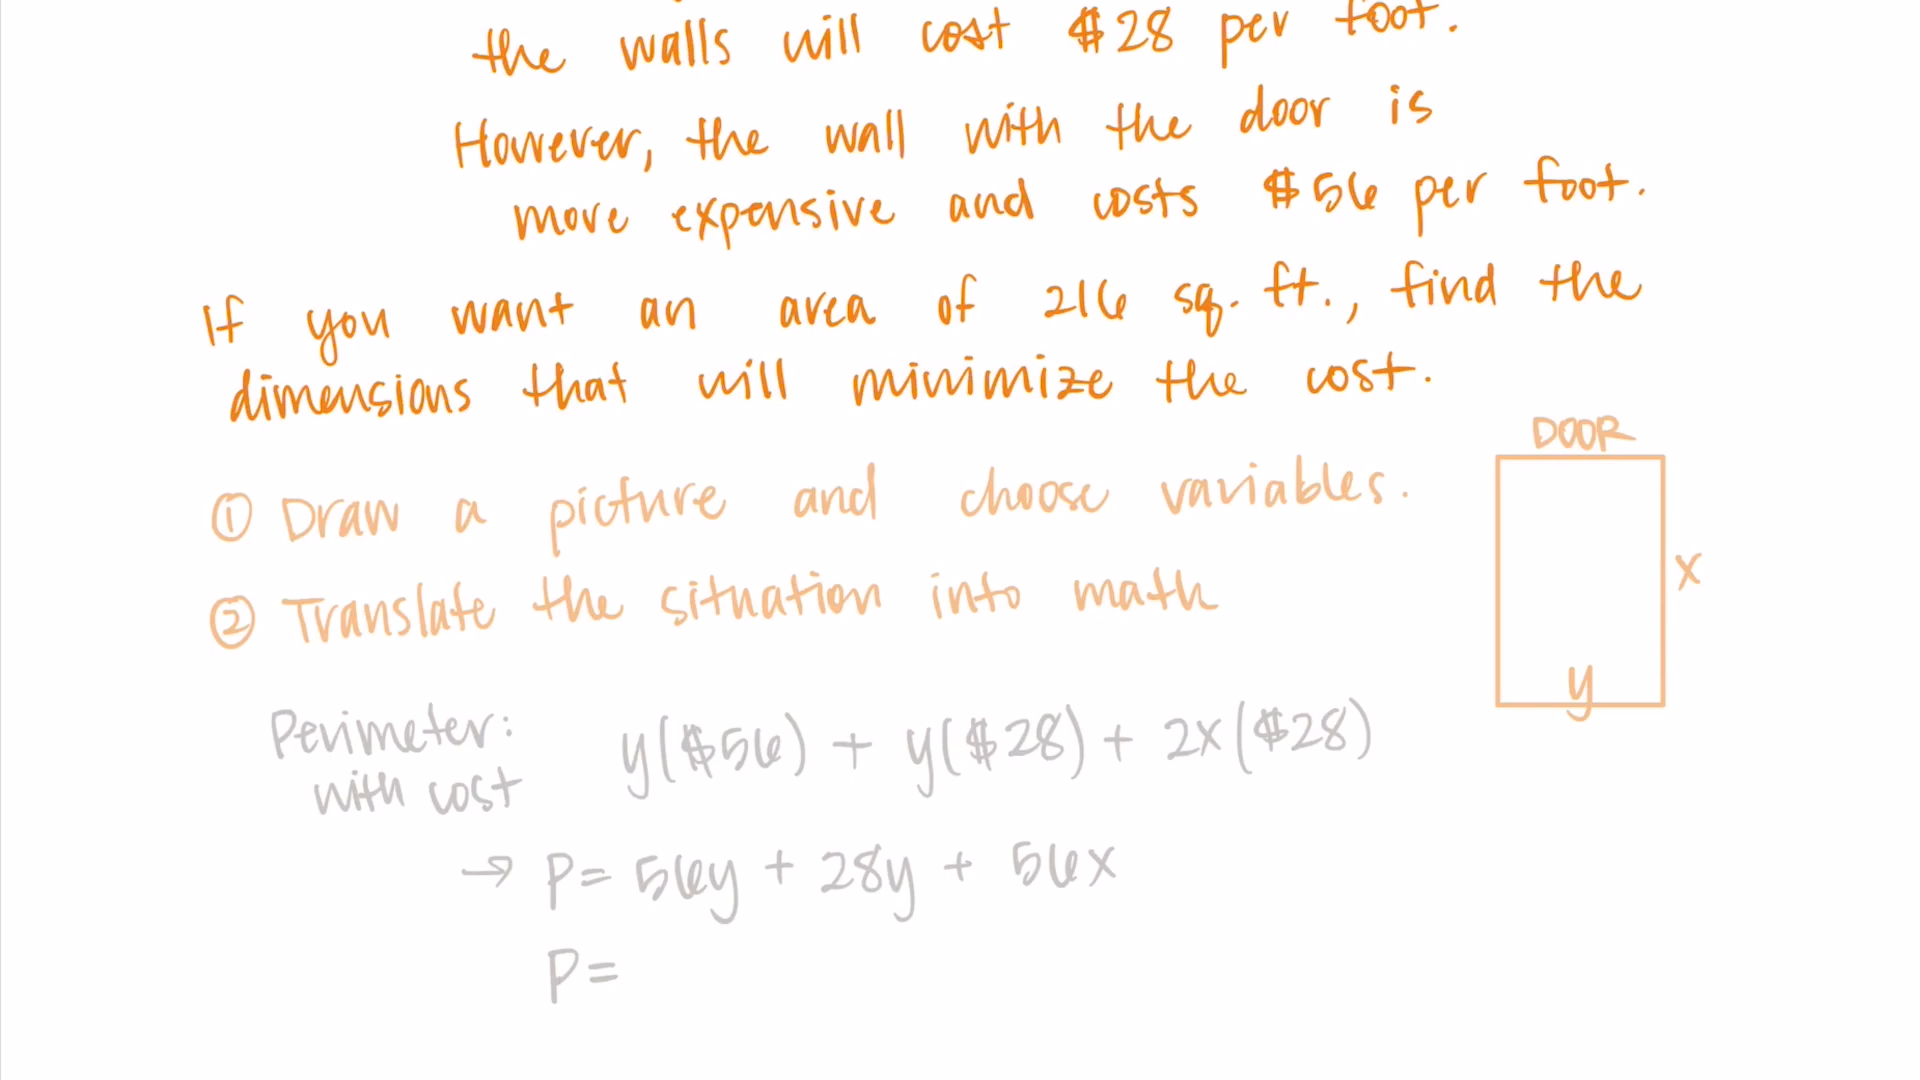 the walls will cost $28 per foot.
However, the wall with the door is
more expensive and costs $56 per foot.
If you want an area of 216 sq. ft., find the
dimensions that will minimize the cost.
DOOR
① Draw a picture and choose variables.
x
② Translate the situation into math
y
Perimeter: y($56) + y($28) + 2x($28)
with cost
→ P= 56y + 28y + 56x
P=